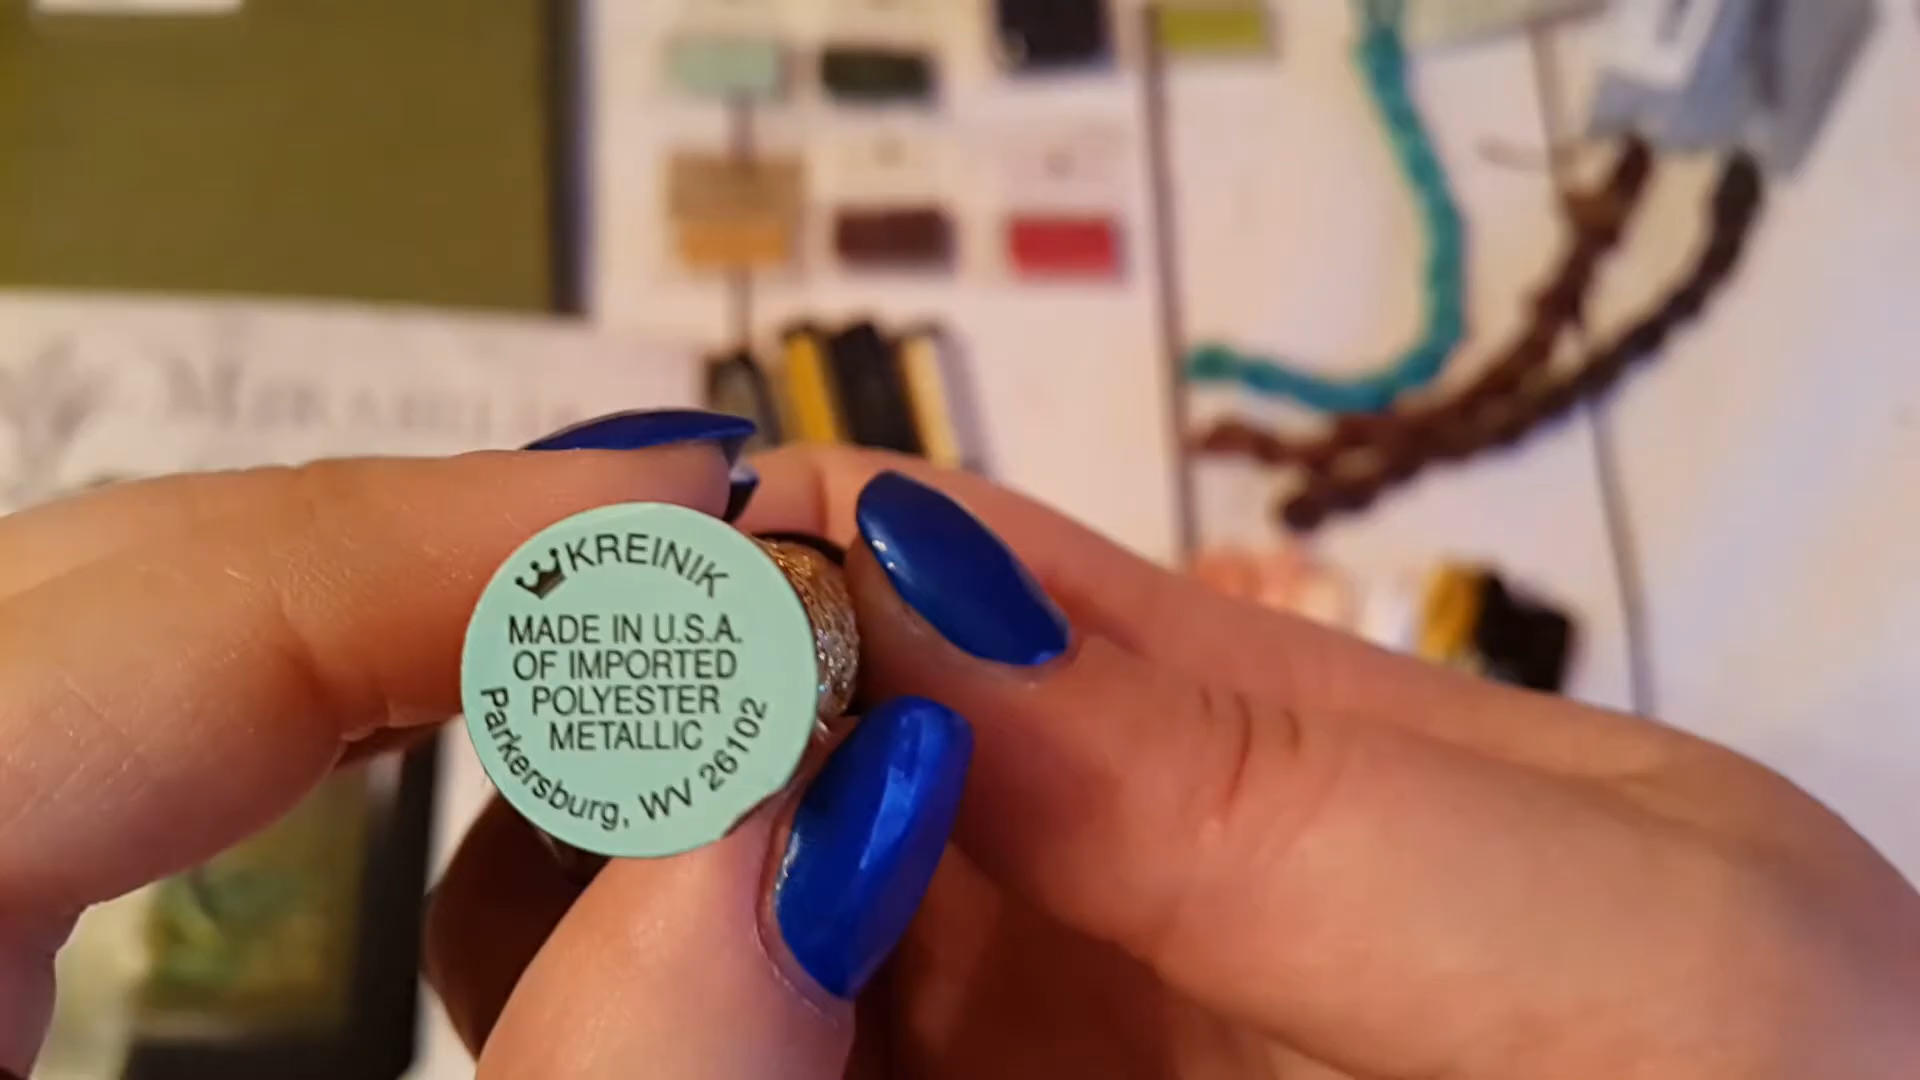 KREINIK
MADE IN U.S.A.
OF IMPORTED
POLYESTER
METALLIC
Parkersburg, WV 26102